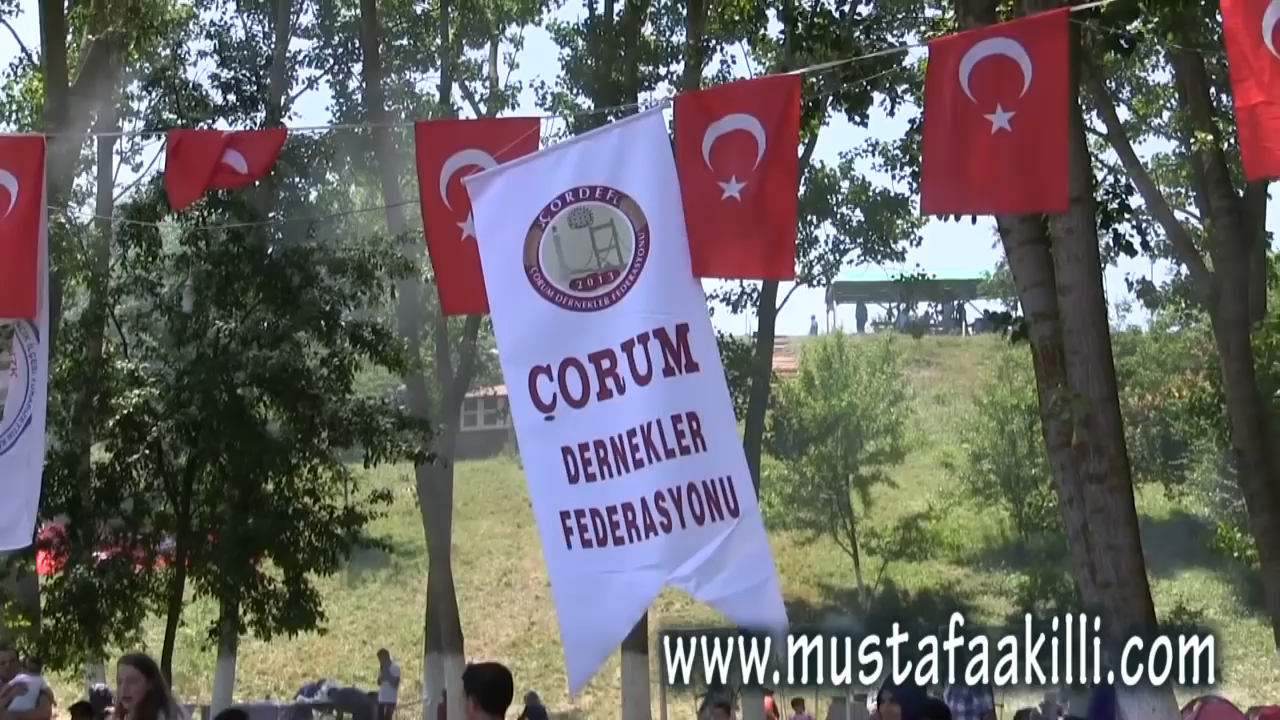 ÇORDEF
2013
ÇORUM DERNEKLER FEDERASYONU
ÇORUM
DERNEKLER
FEDERASYONU
www.mustafaakilli.com